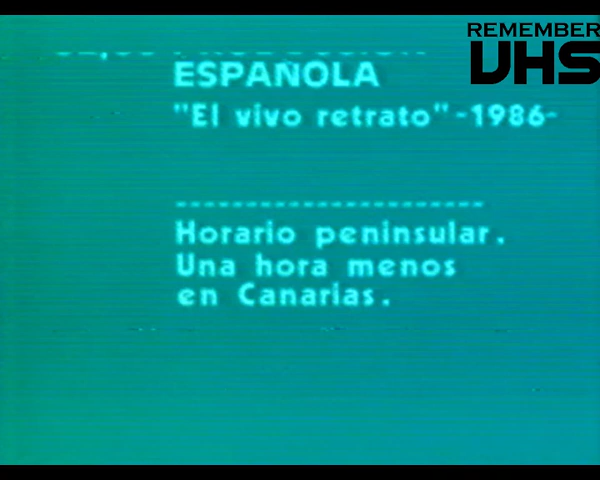 REMEMBER
VHS
ESPAÑOLA
"El vivo retrato"-1986-
----------------------
Horario peninsular.
Una hora menos
en Canarias.